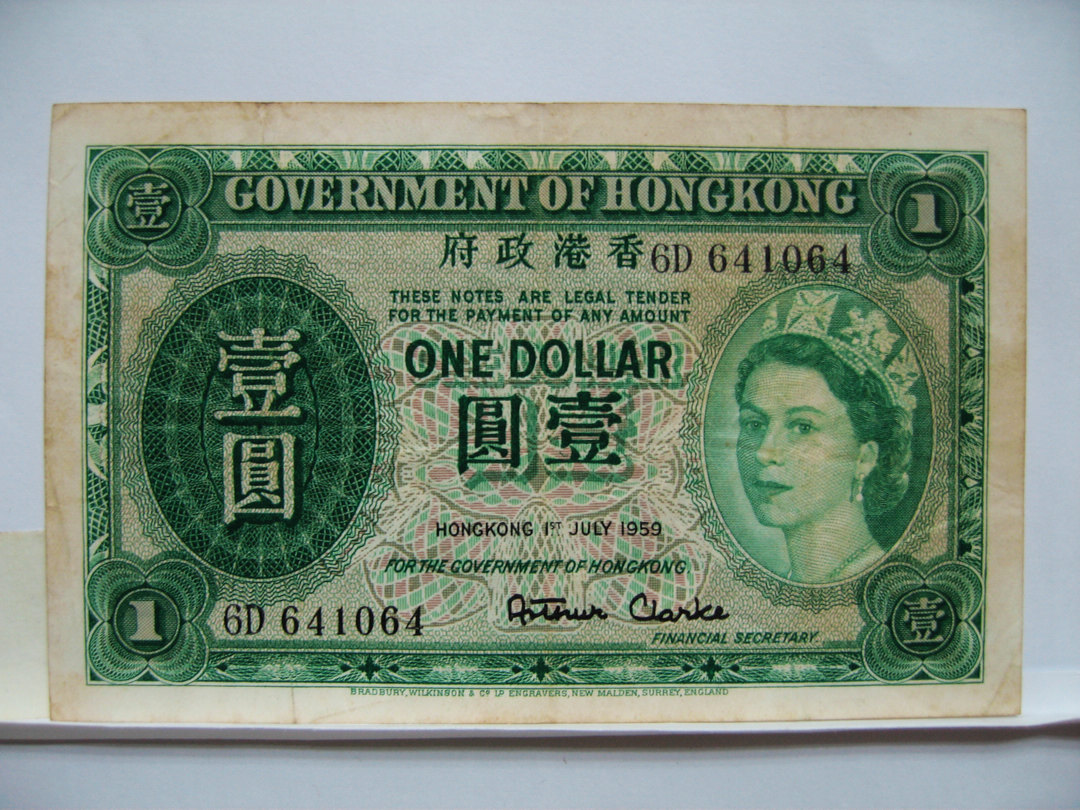 壹
GOVERNMENT OF HONGKONG
1
府政港香
6D 641064
THESE NOTES ARE LEGAL TENDER
FOR THE PAYMENT OF ANY AMOUNT
ONE DOLLAR
圓壹
壹
圓
HONGKONG 1ST JULY 1959
FOR THE GOVERNMENT OF HONGKONG.
1
6D 641064
Arthur Clarke
FINANCIAL SECRETARY
壹
BRADBURY, WILKINSON & Co LD ENGRAVERS, NEW MALDEN, SURREY, ENGLAND